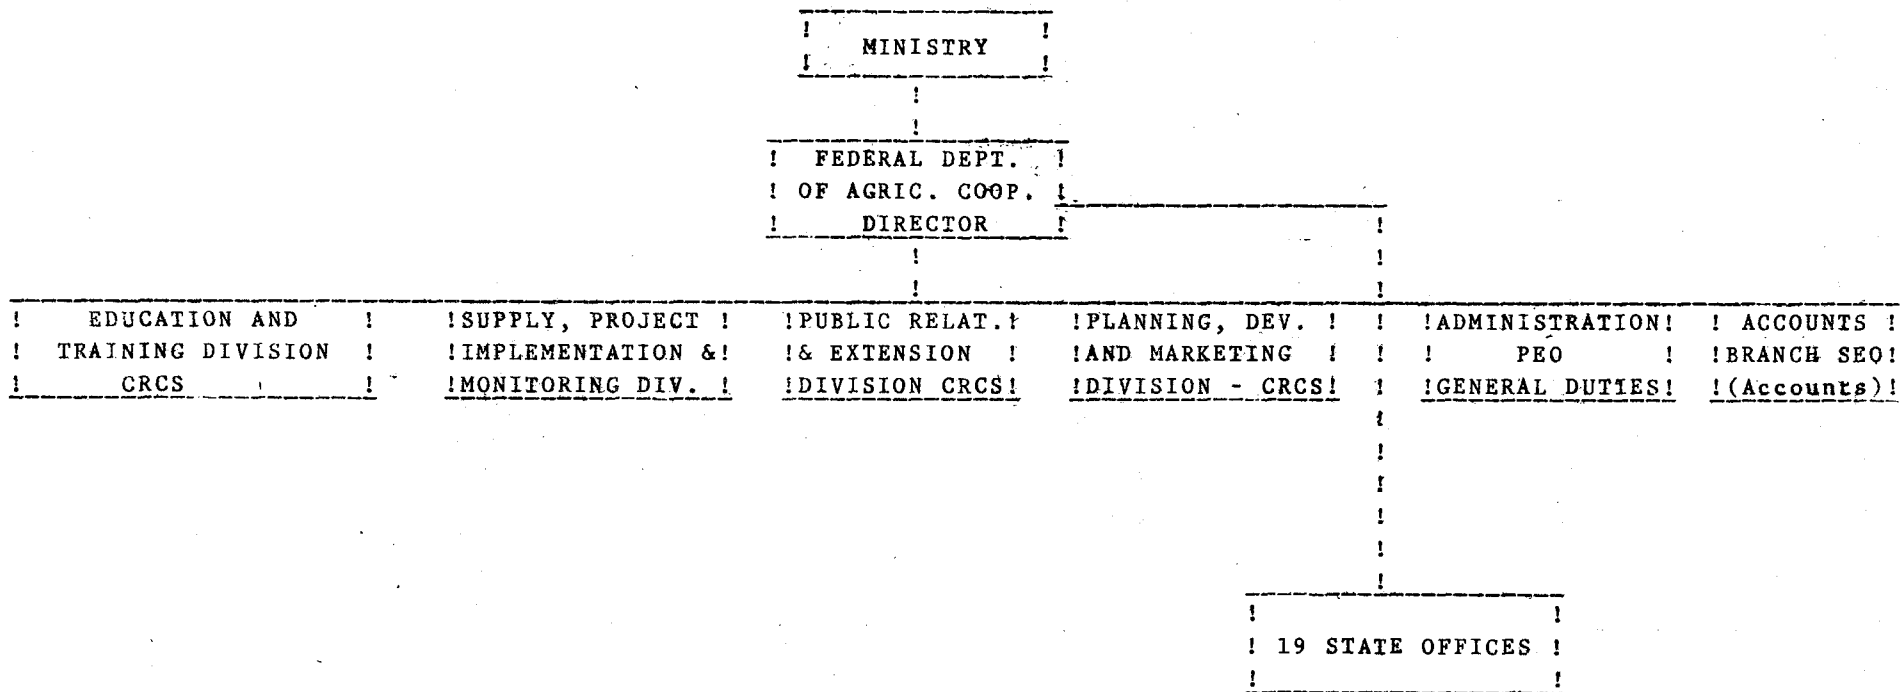 MINISTRY
FEDERAL DEPT.
OF AGRIC. COOP.
DIRECTOR
EDUCATION AND
TRAINING DIVISION
CRCS
SUPPLY, PROJECT
IMPLEMENTATION &
MONITORING DIV.
PUBLIC RELAT.
& EXTENSION
DIVISION CRCS
PLANNING, DEV.
AND MARKETING
DIVISION - CRCS
ADMINISTRATION
PEO
GENERAL DUTIES
ACCOUNTS
BRANCH SEO
(Accounts)
19 STATE OFFICES